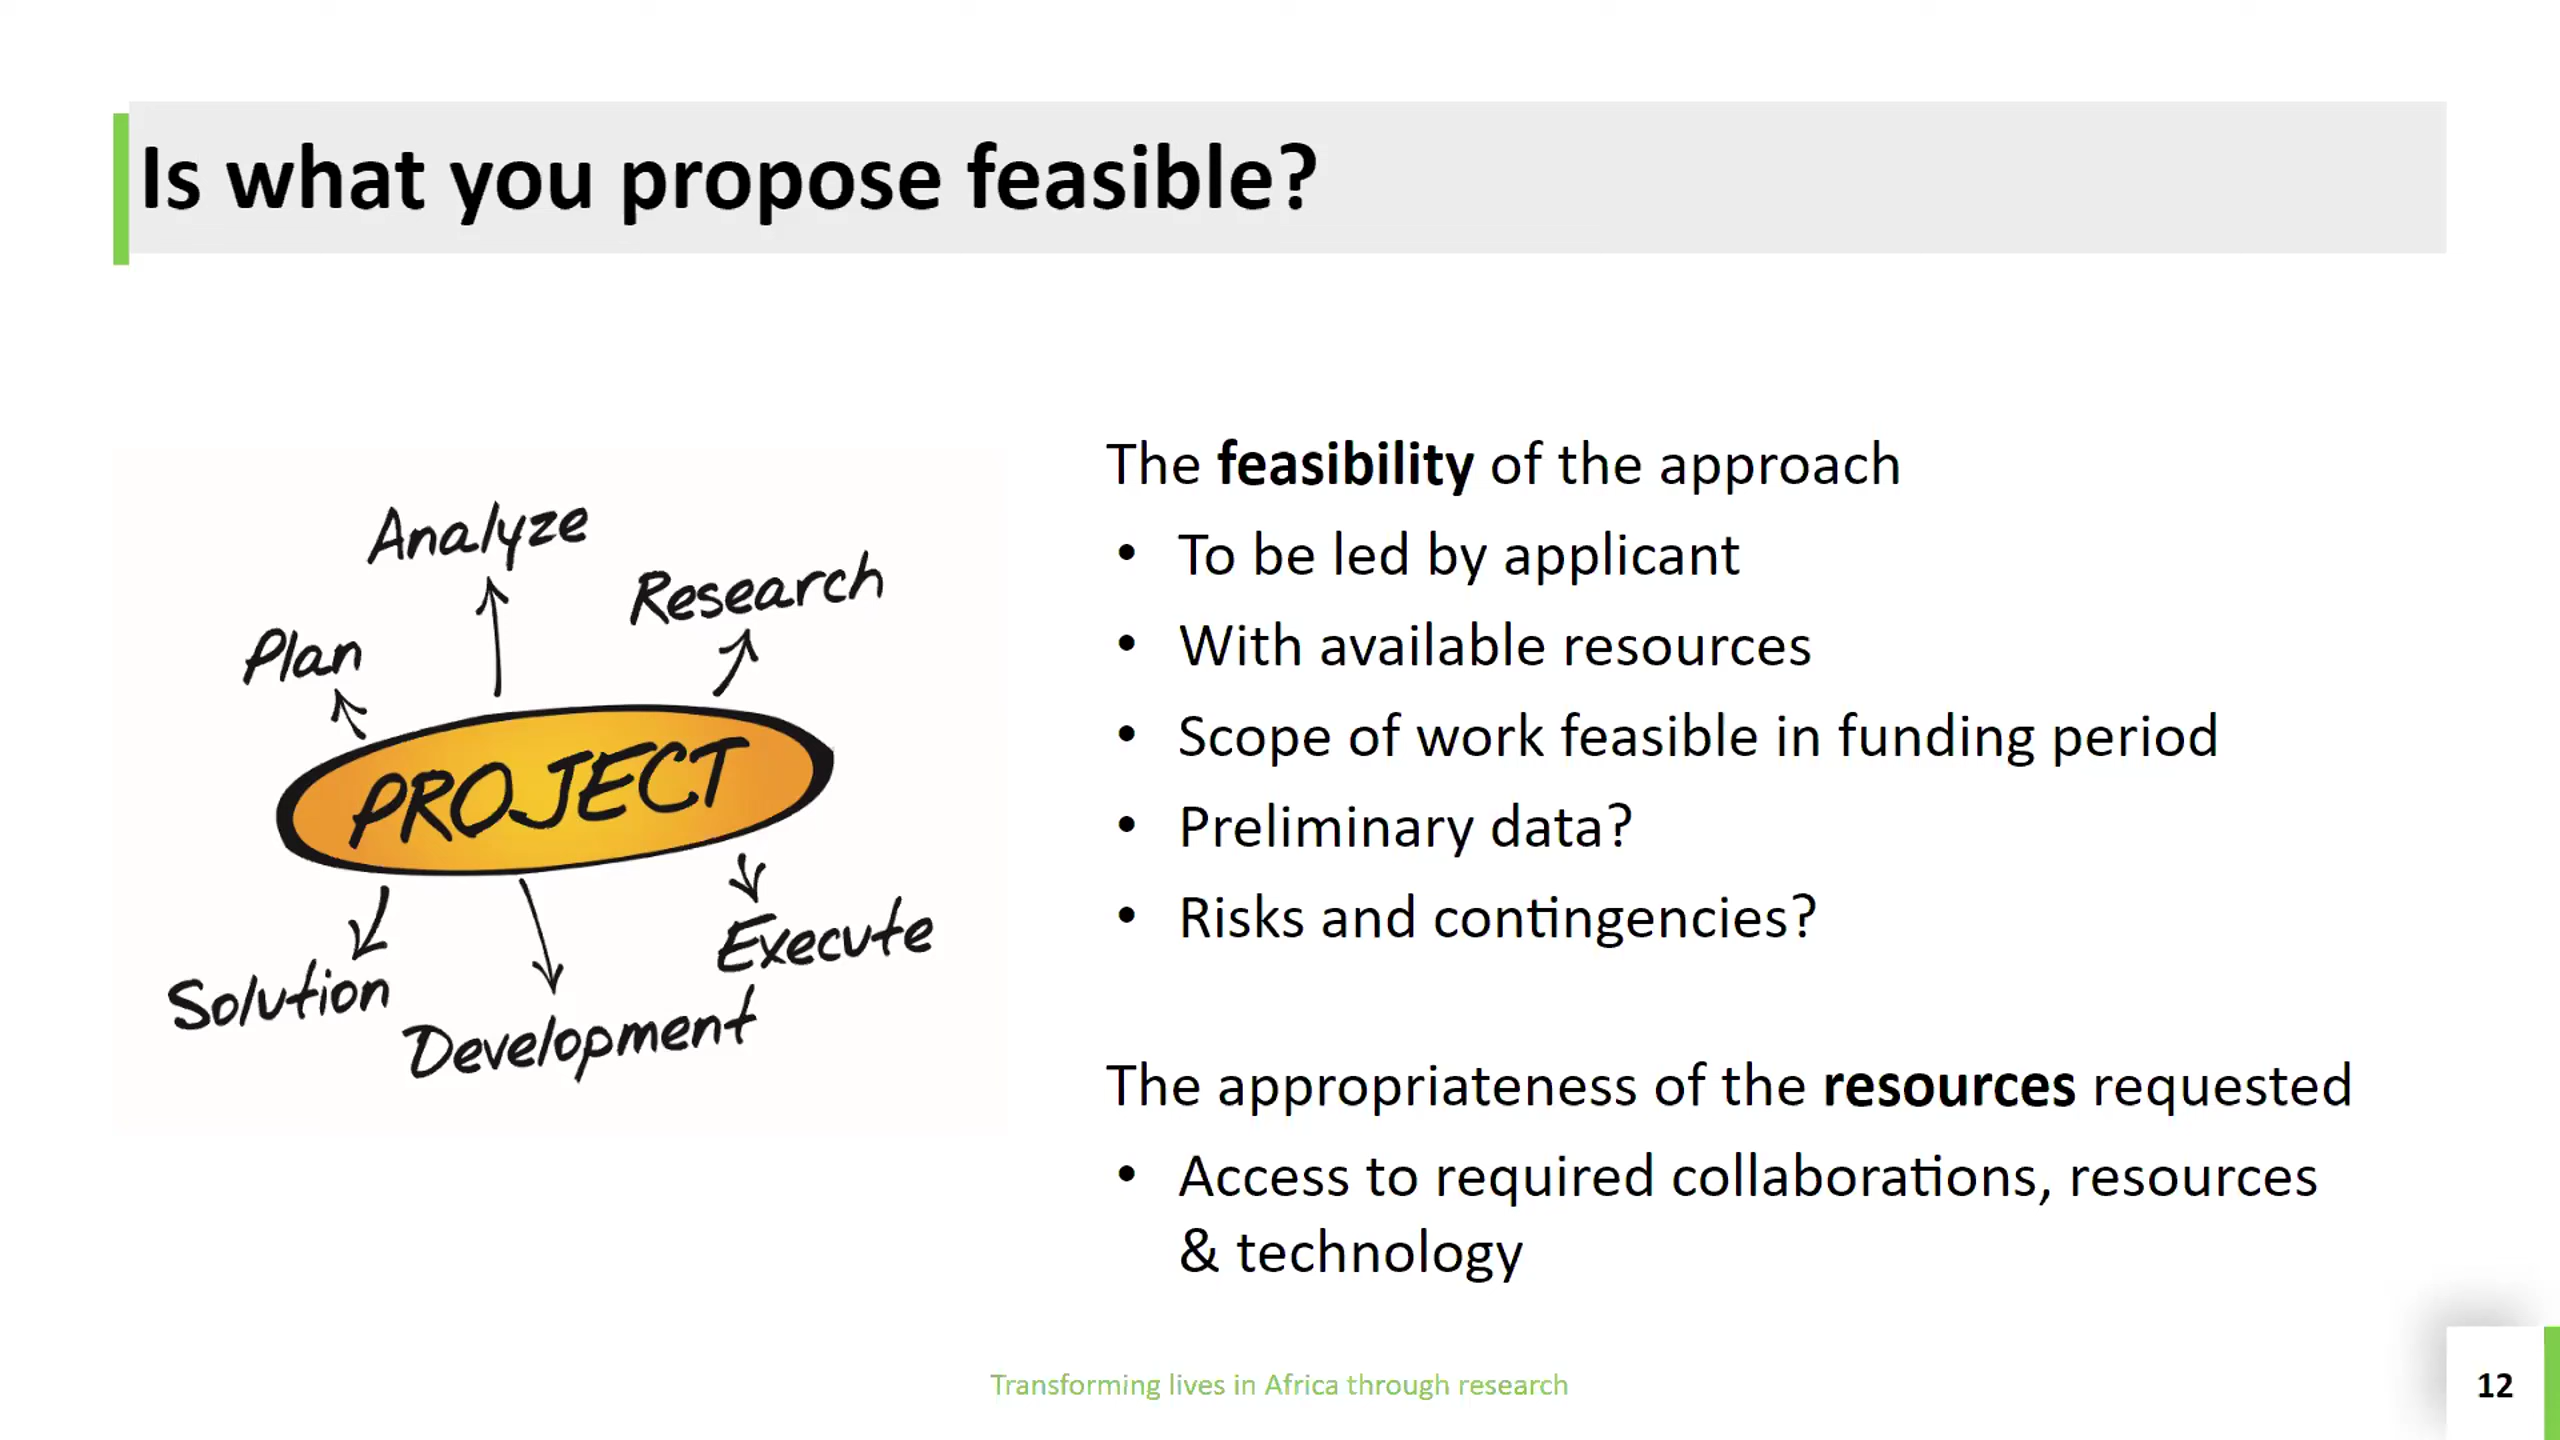 Is what you propose feasible?
Analyze
Research
Plan
PROJECT
Execute
Solution
Development
The feasibility of the approach
• To be led by applicant
• With available resources
• Scope of work feasible in funding period
• Preliminary data?
• Risks and contingencies?
The appropriateness of the resources requested
• Access to required collaborations, resources
& technology
Transforming lives in Africa through research
12